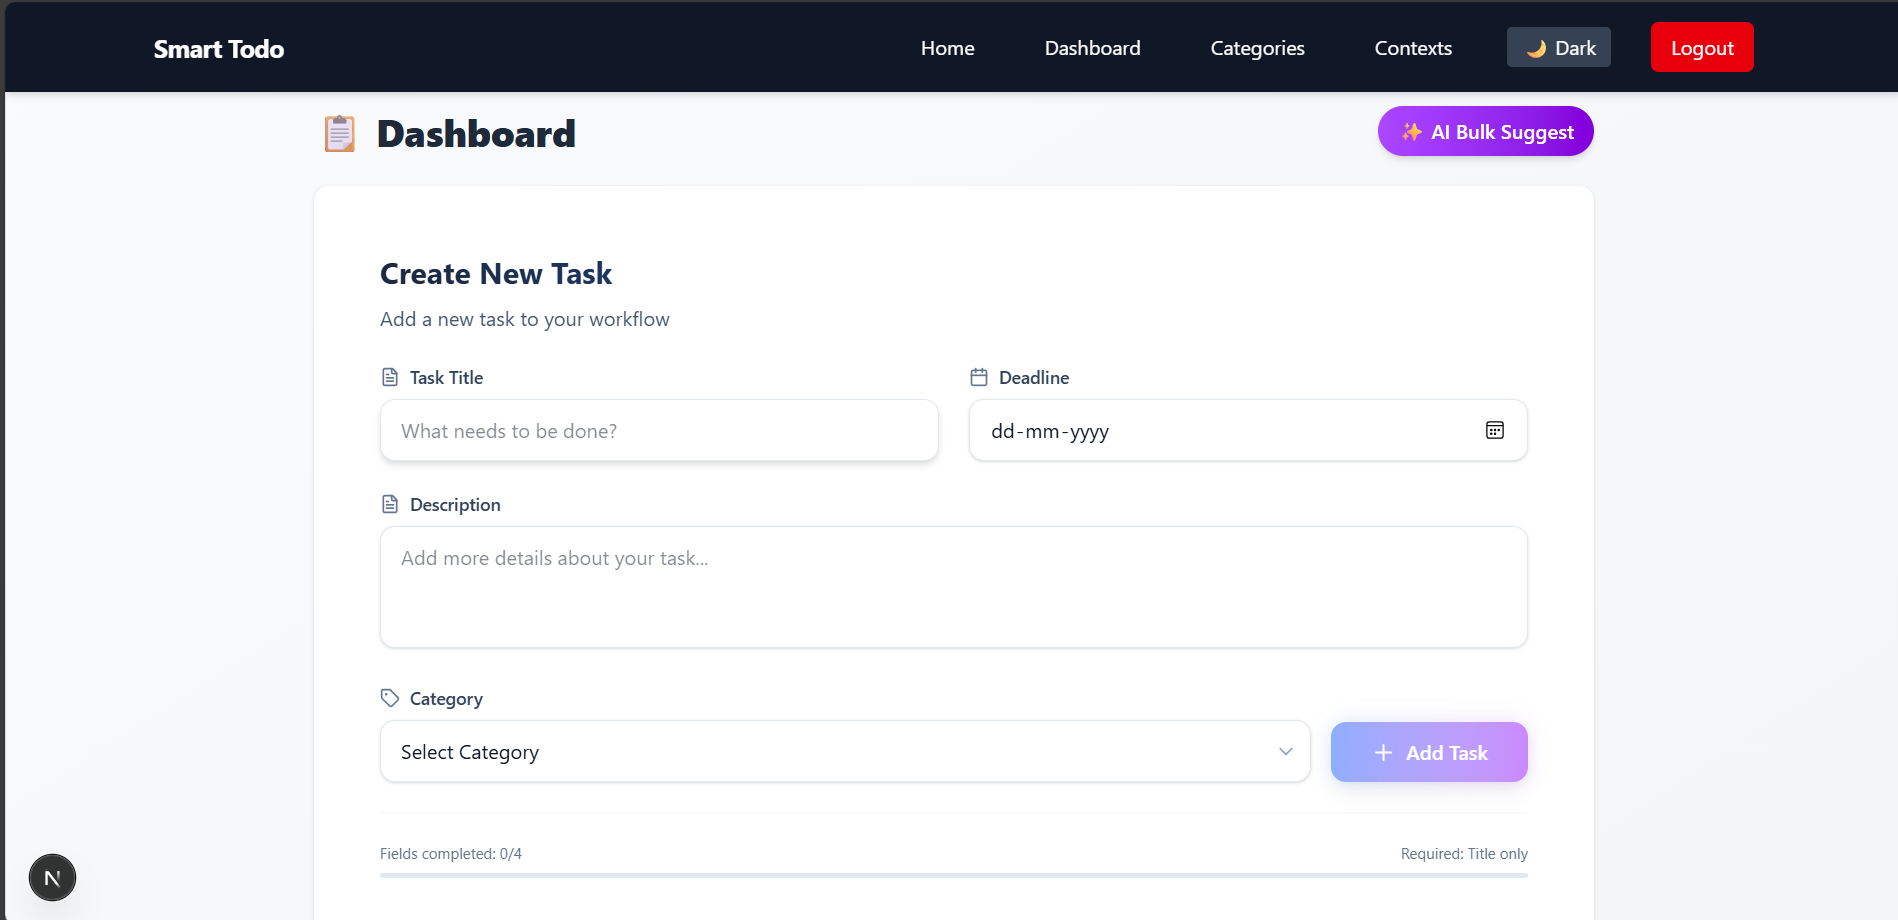 Smart Todo
Home
Dashboard
Categories
Contexts
🌙 Dark
Logout
📋 Dashboard
✨ AI Bulk Suggest
Create New Task
Add a new task to your workflow
Task Title
Deadline
What needs to be done?
dd-mm-yyyy
Description
Add more details about your task...
Category
Select Category
+ Add Task
Fields completed: 0/4
Required: Title only
N